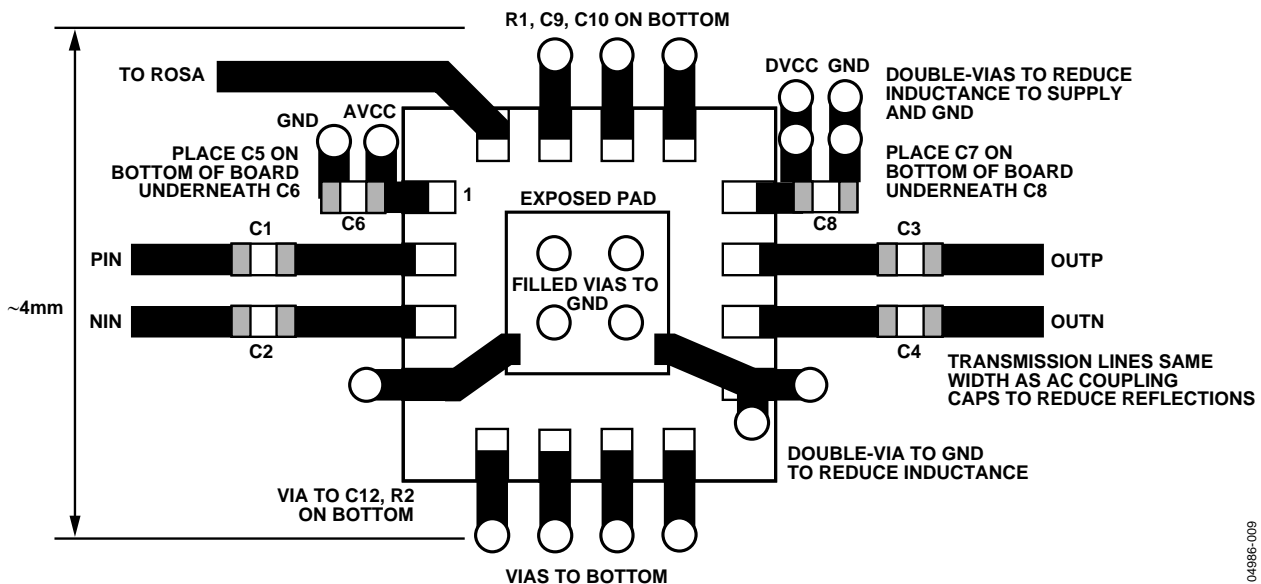 R1, C9, C10 ON BOTTOM
TO ROSA
DVCC GND
DOUBLE-VIAS TO REDUCE
INDUCTANCE TO SUPPLY
AND GND
GND AVCC
PLACE C5 ON
BOTTOM OF BOARD
UNDERNEATH C6
PLACE C7 ON
BOTTOM OF BOARD
UNDERNEATH C8
1
EXPOSED PAD
C6
C8
C1
C3
PIN
OUTP
FILLED VIAS TO
GND
~4mm
NIN
OUTN
C2
C4
TRANSMISSION LINES SAME
WIDTH AS AC COUPLING
CAPS TO REDUCE REFLECTIONS
DOUBLE-VIA TO GND
TO REDUCE INDUCTANCE
VIA TO C12, R2
ON BOTTOM
VIAS TO BOTTOM
04986-009